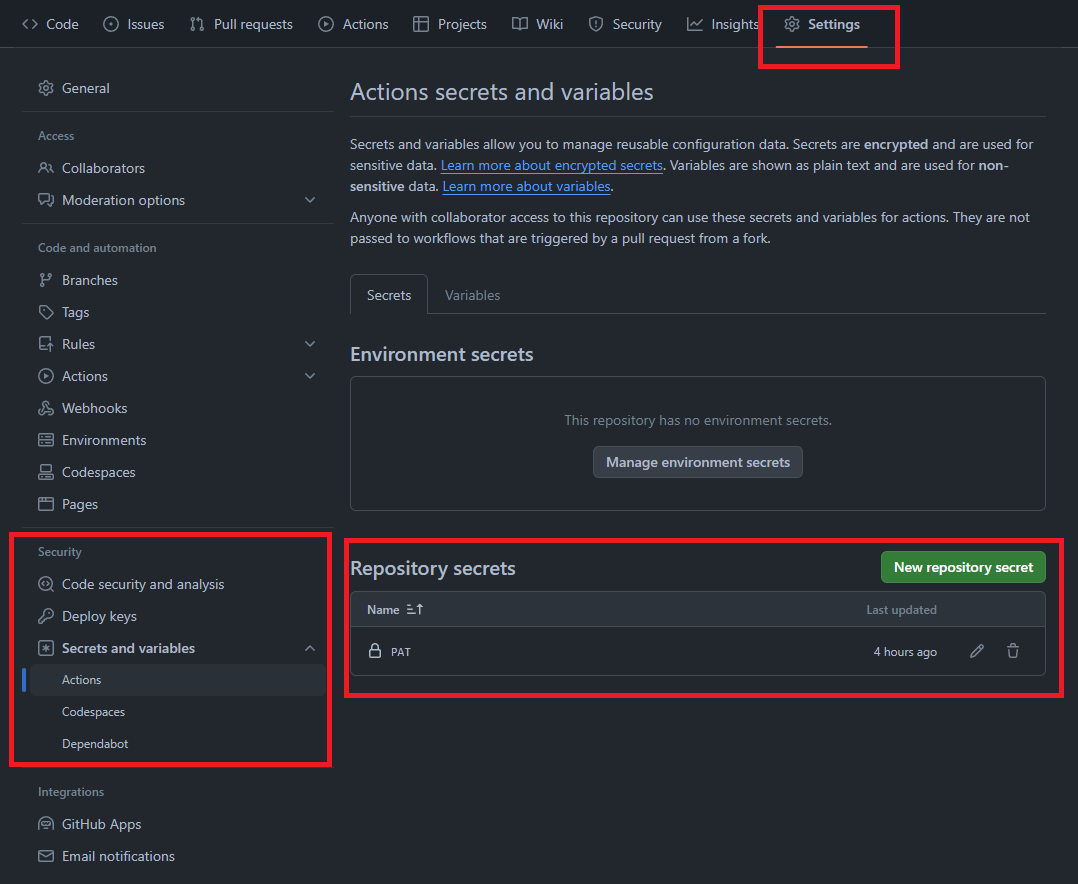 Code Issues Pull requests Actions Projects Wiki Security Insights Settings
General
Access
Collaborators
Moderation options
Code and automation
Branches
Tags
Rules
Actions
Webhooks
Environments
Codespaces
Pages
Security
Code security and analysis
Deploy keys
Secrets and variables
Actions
Codespaces
Dependabot
Integrations
GitHub Apps
Email notifications
Actions secrets and variables
Secrets and variables allow you to manage reusable configuration data. Secrets are encrypted and are used for
sensitive data. Learn more about encrypted secrets. Variables are shown as plain text and are used for non-
sensitive data. Learn more about variables.
Anyone with collaborator access to this repository can use these secrets and variables for actions. They are not
passed to workflows that are triggered by a pull request from a fork.
Secrets Variables
Environment secrets
This repository has no environment secrets.
Manage environment secrets
Repository secrets New repository secret
Name Last updated
PAT 4 hours ago